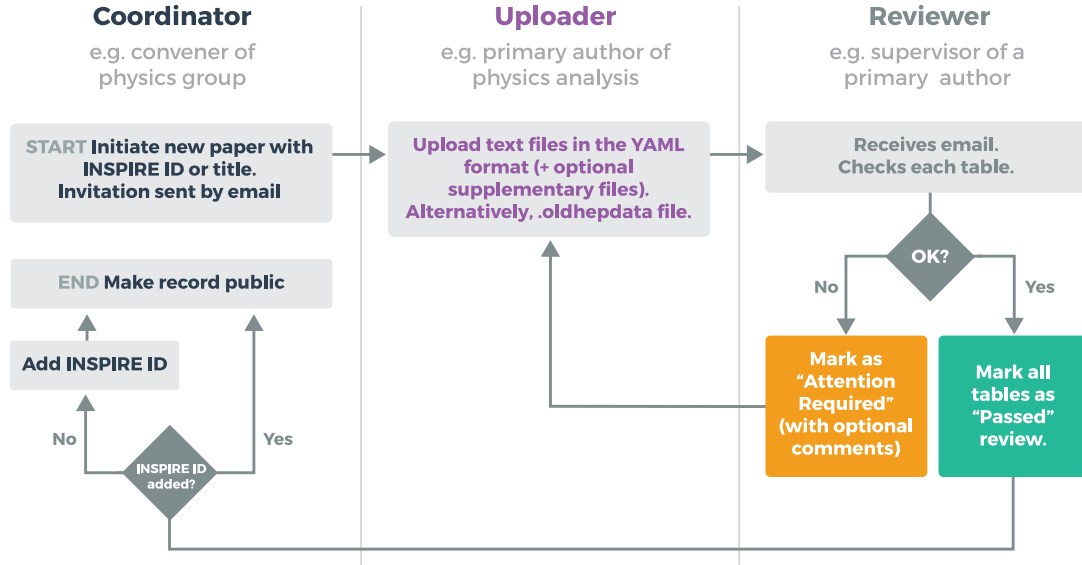 Coordinator
e.g. convener of
physics group
START Initiate new paper with
INSPIRE ID or title.
Invitation sent by email
END Make record public
Add INSPIRE ID
No
Yes
INSPIRE ID
added?
Uploader
e.g. primary author of
physics analysis
Upload text files in the YAML
format (+ optional
supplementary files).
Alternatively, .oldhepdata file.
Reviewer
e.g. supervisor of a
primary author
Receives email.
Checks each table.
OK?
No
Yes
Mark as
“Attention
Required”
(with optional
comments)
Mark all
tables as
“Passed”
review.